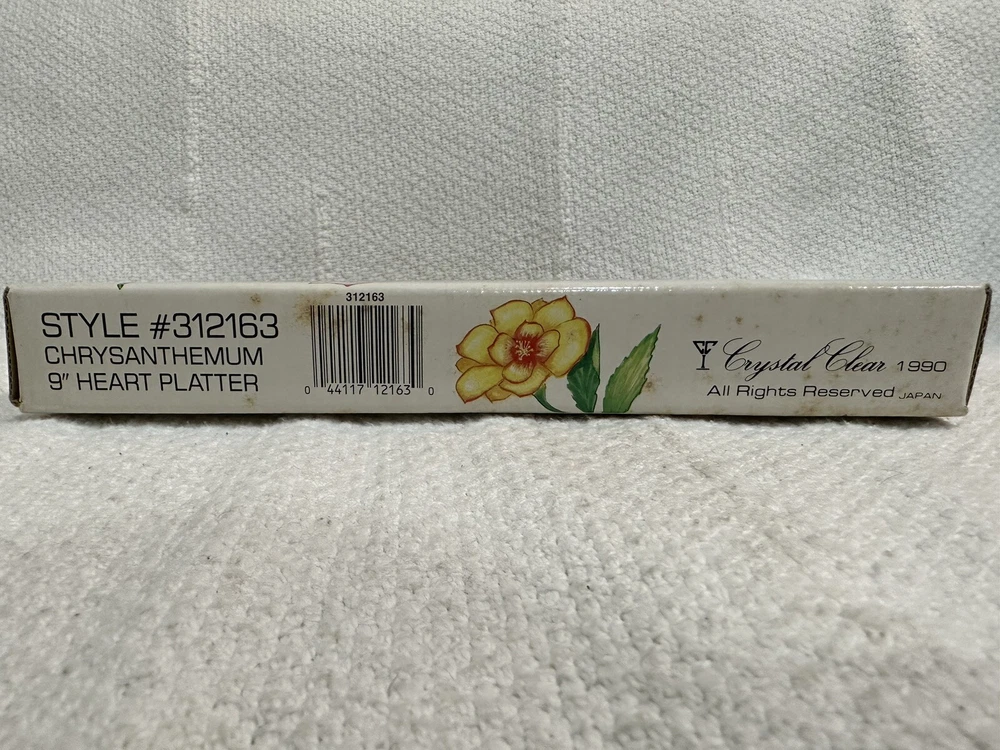 STYLE #312163
CHRYSANTHEMUM
9" HEART PLATTER
312163
0 44117 12163 0
Crystal Clear 1990
All Rights Reserved JAPAN